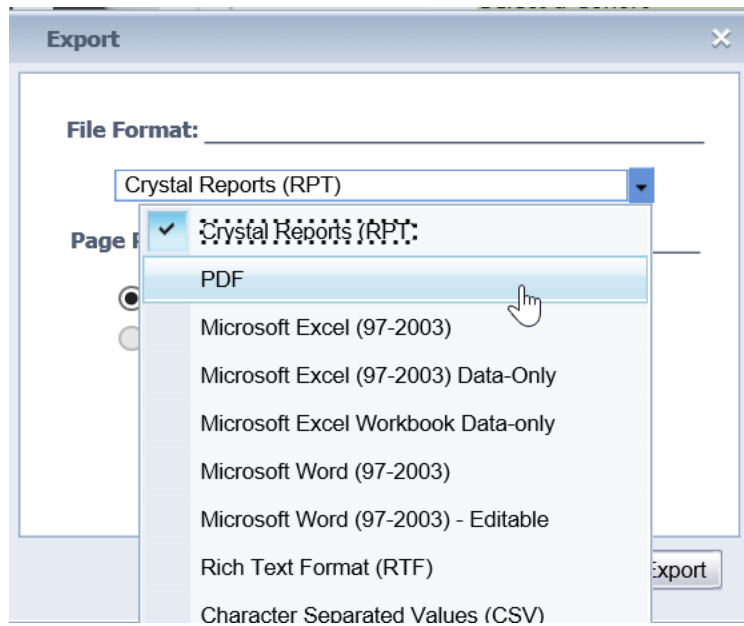 Export
File Format:
Crystal Reports (RPT)
Crystal Reports (RPT
Page
PDF
Microsoft Excel (97-2003)
Microsoft Excel (97-2003) Data-Only
Microsoft Excel Workbook Data-only
Microsoft Word (97-2003)
Microsoft Word (97-2003) - Editable
Rich Text Format (RTF)
Export
Character Separated Values (CSV)